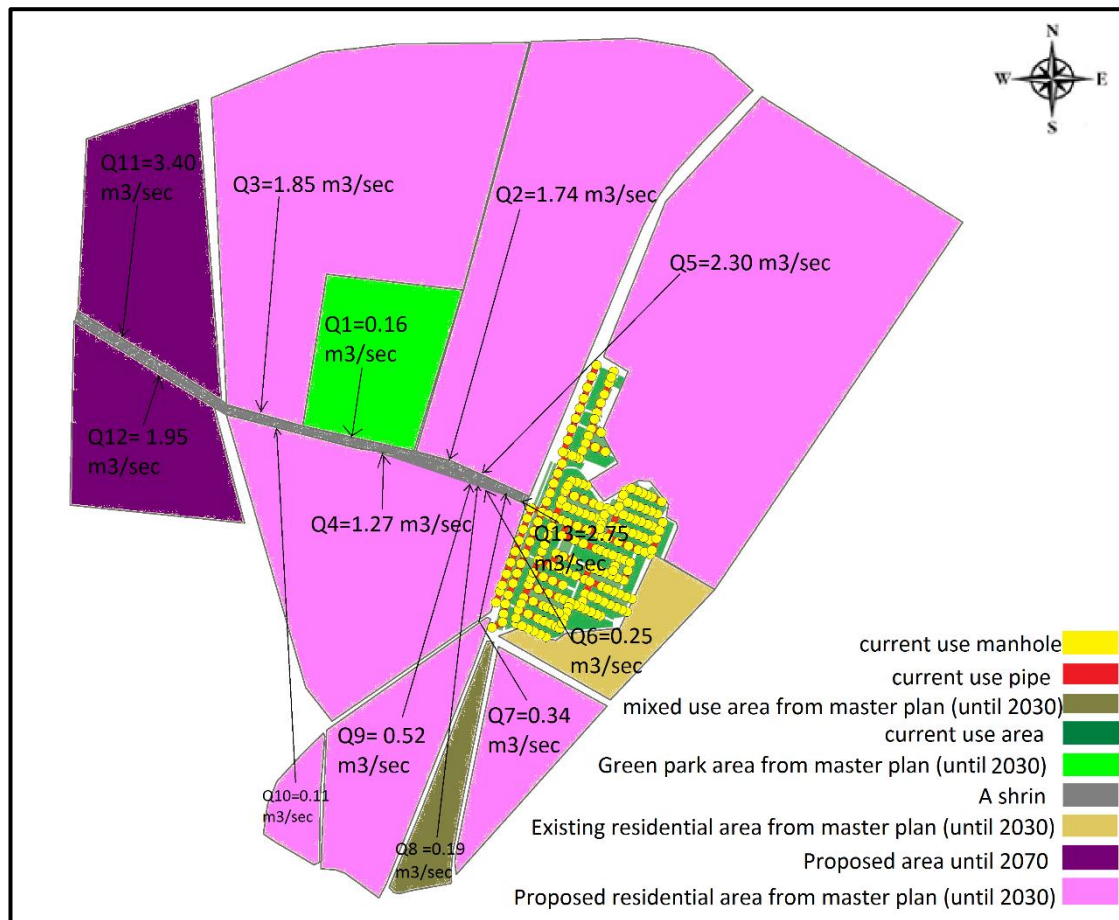 N
W E
S
Q11=3.40
m3/sec
Q3=1.85 m3/sec
Q2=1.74 m3/sec
Q5=2.30 m3/sec
Q1=0.16
m3/sec
Q12= 1.95
m3/sec
Q4=1.27 m3/sec
Q13=2.75
m3/sec
Q6=0.25
m3/sec
Q7=0.34
m3/sec
Q9= 0.52
m3/sec
Q10=0.11
m3/sec
Q8 =0.19
m3/sec
current use manhole
current use pipe
mixed use area from master plan (until 2030)
current use area
Green park area from master plan (until 2030)
A shrin
Existing residential area from master plan (until 2030)
Proposed area until 2070
Proposed residential area from master plan (until 2030)